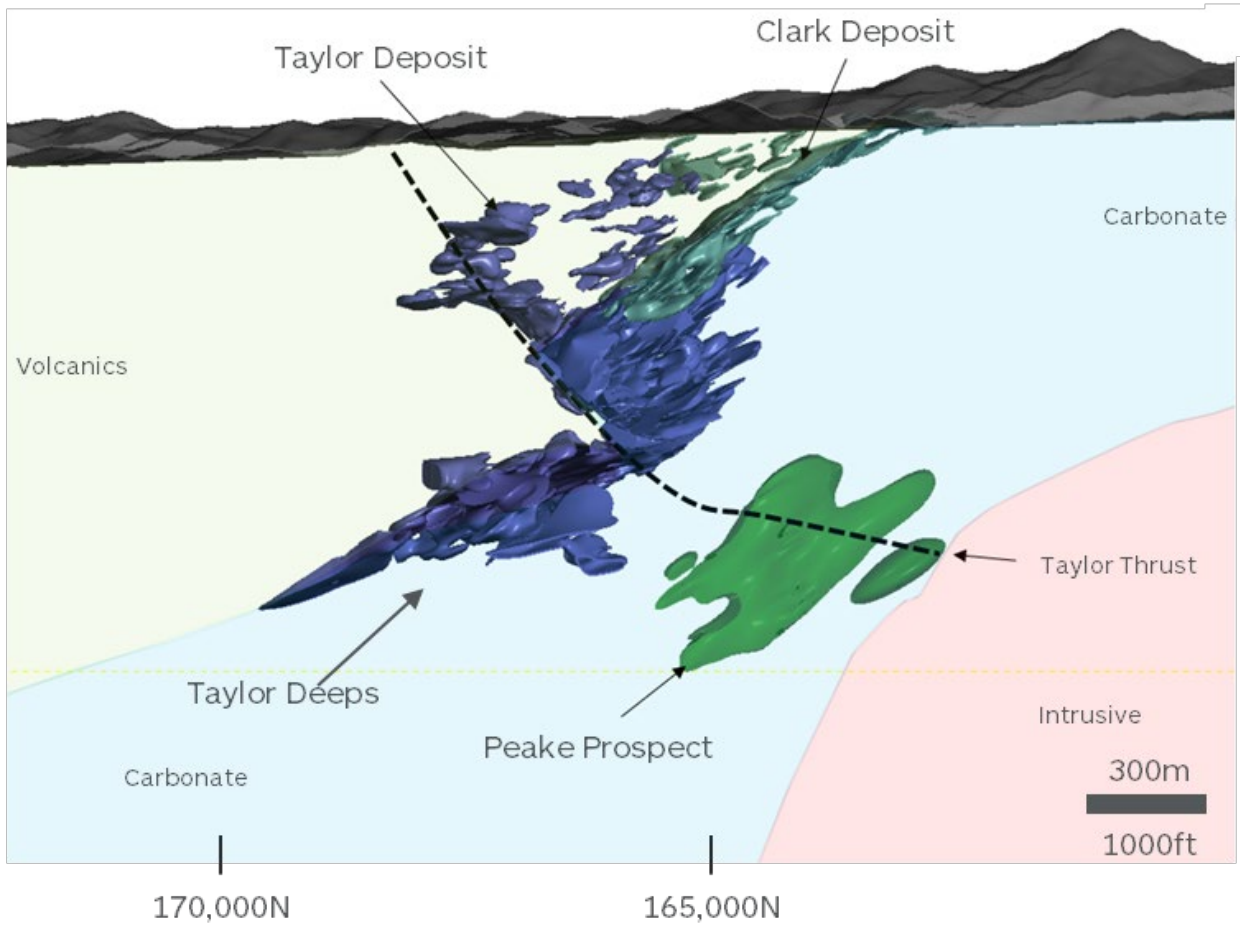 Clark Deposit
Taylor Deposit
Carbonate
Volcanics
Taylor Thrust
Taylor Deeps
Intrusive
Peake Prospect
Carbonate
300m
1000ft
170,000N
165,000N